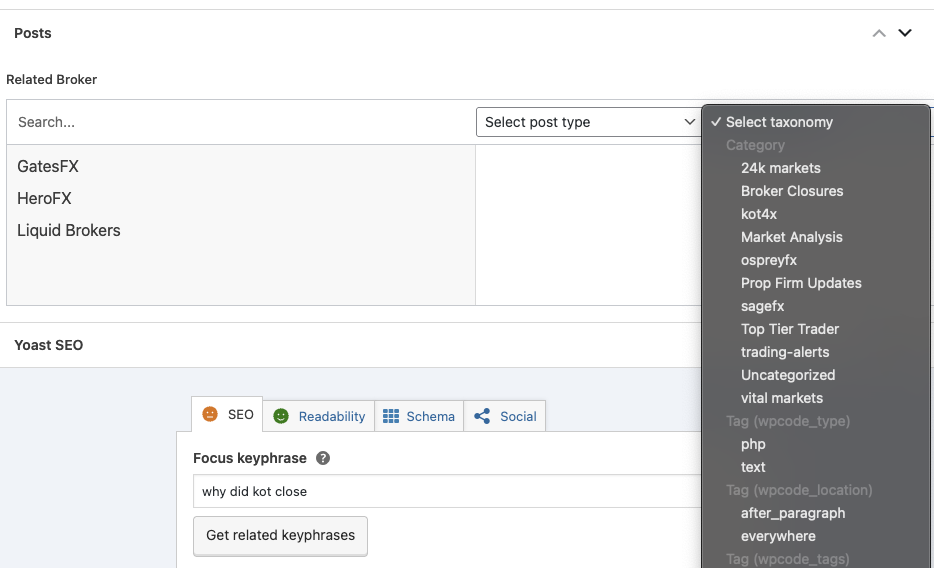 Posts
Related Broker
Search...
Select post type
✓ Select taxonomy
Category
24k markets
Broker Closures
kot4x
Market Analysis
ospreyfx
Prop Firm Updates
sagefx
Top Tier Trader
trading-alerts
Uncategorized
vital markets
Tag (wpcode_type)
php
text
Tag (wpcode_location)
after_paragraph
everywhere
Tag (wpcode_tags)
GatesFX
HeroFX
Liquid Brokers
Yoast SEO
SEO
Readability
Schema
Social
Focus keyphrase ?
why did kot close
Get related keyphrases